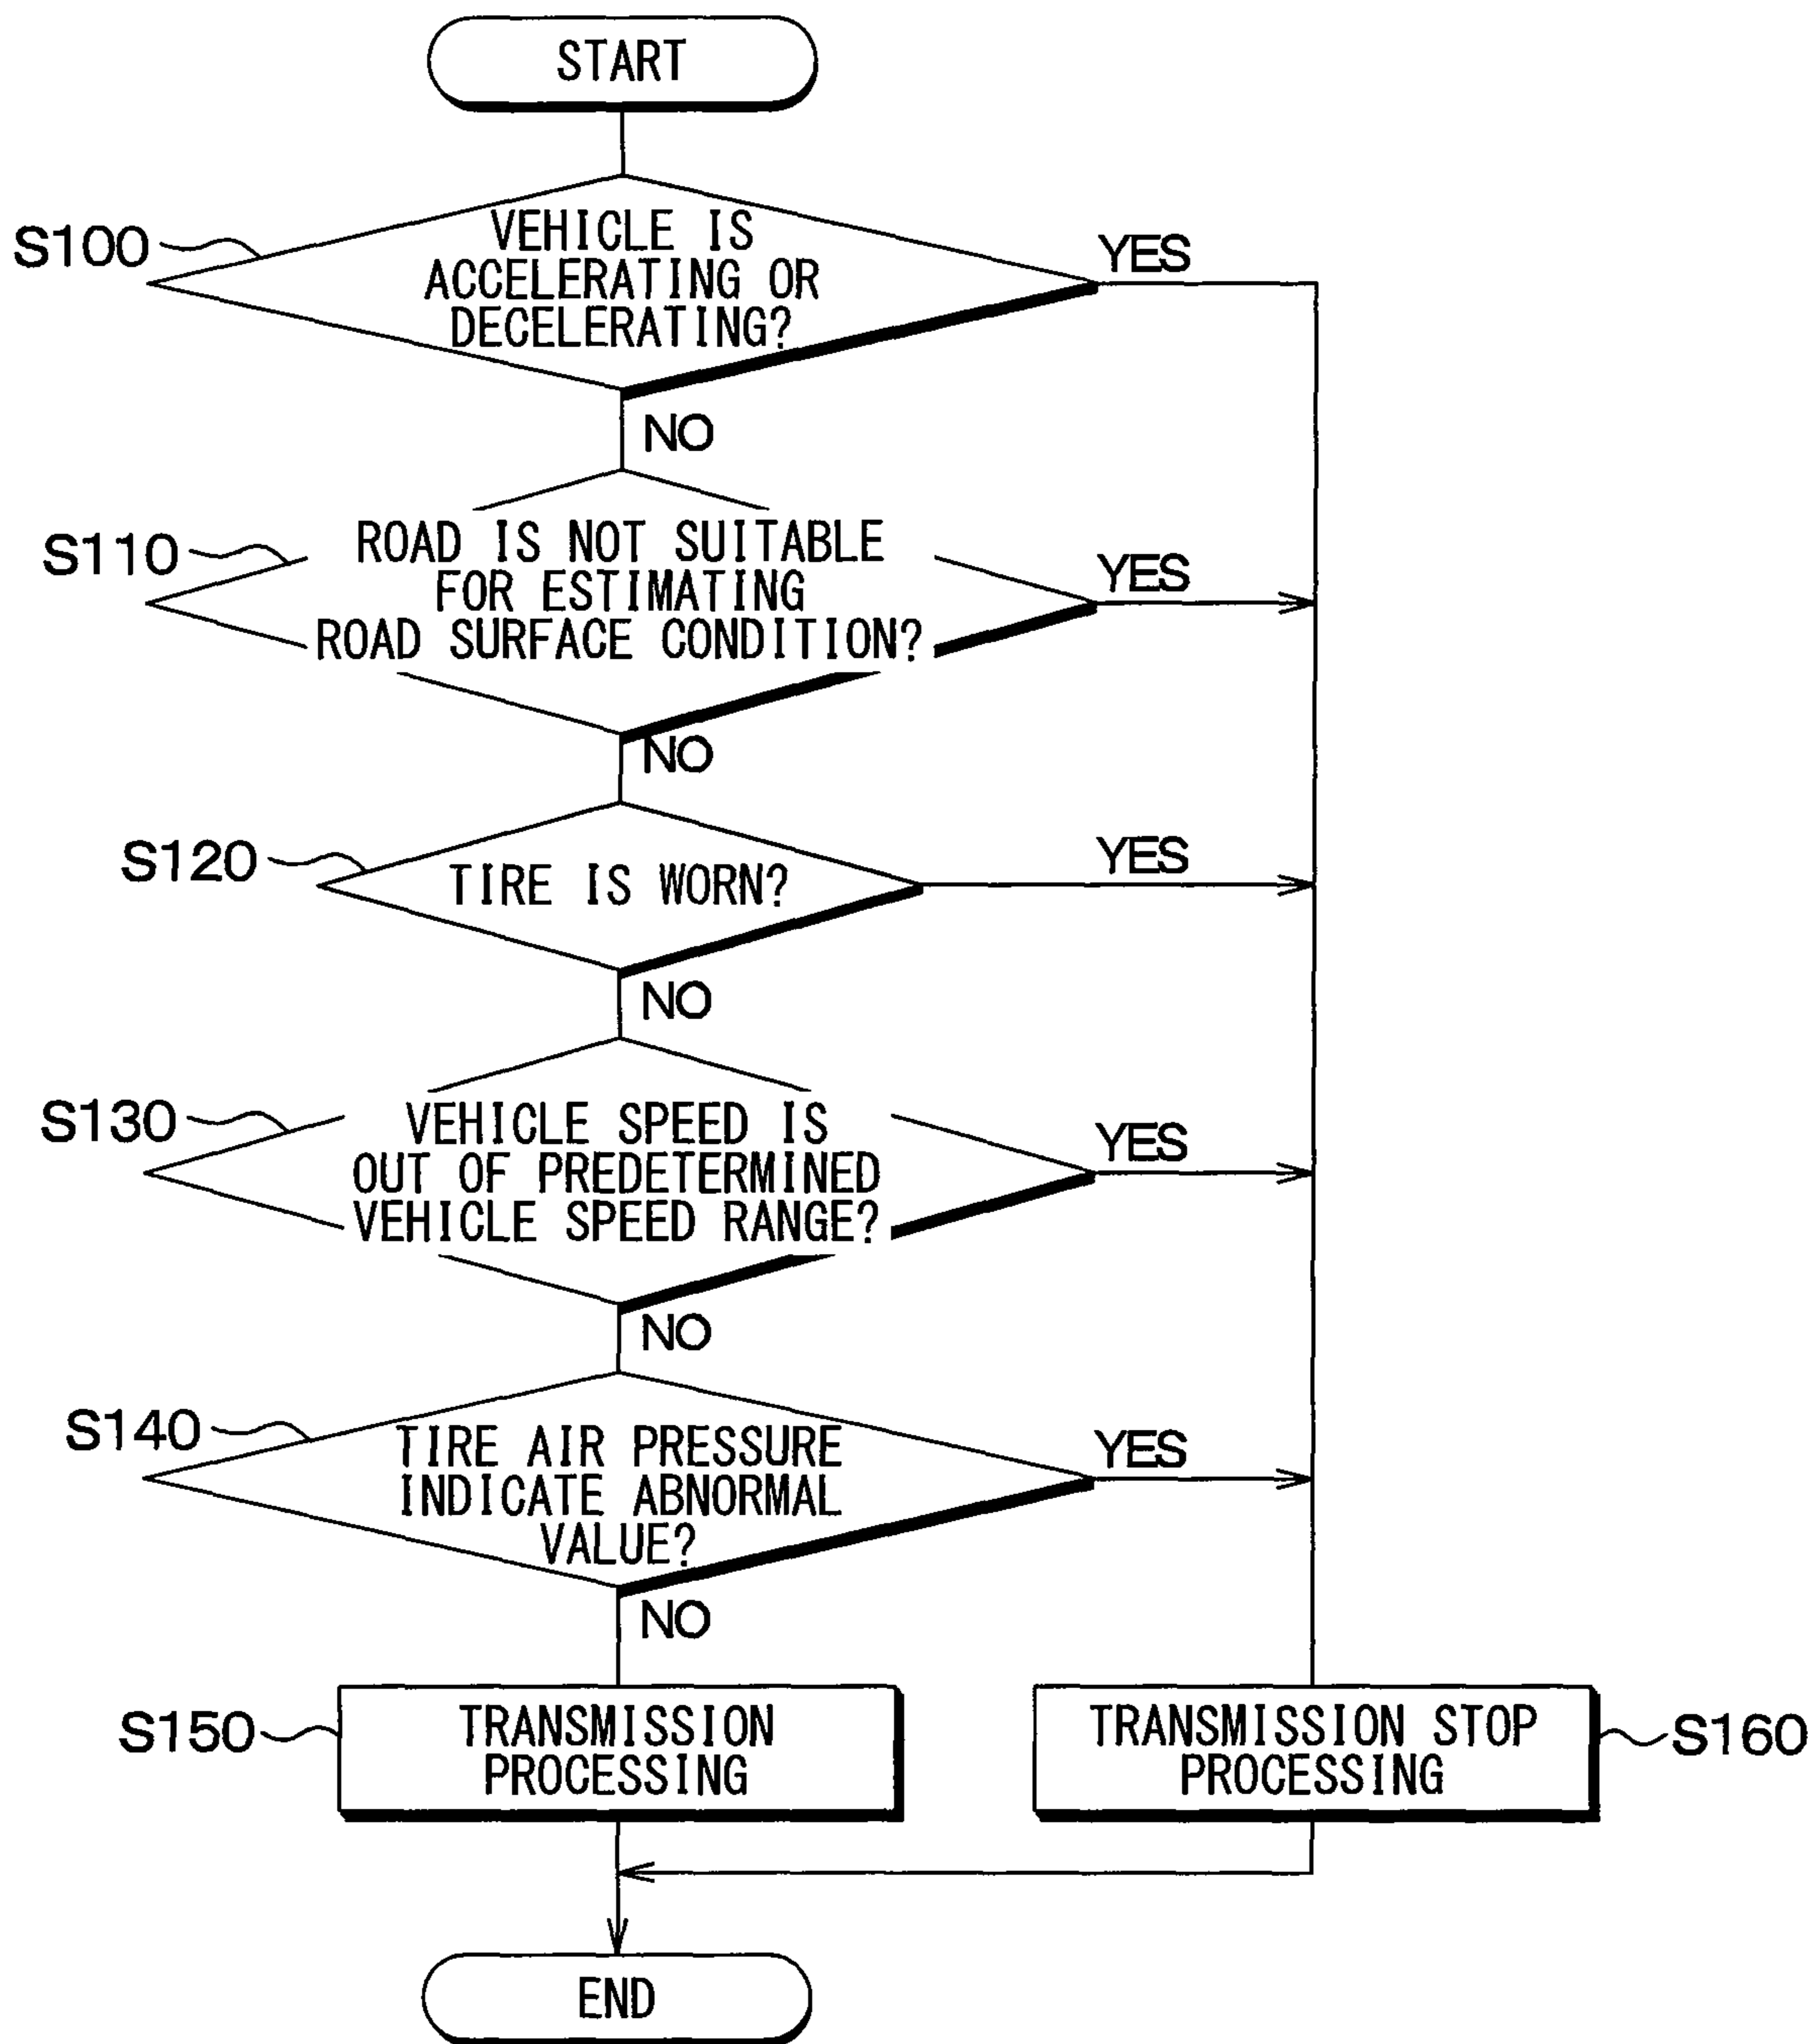 START
S100
VEHICLE IS
ACCELERATING OR
DECELERATING?
YES
NO
S110
ROAD IS NOT SUITABLE
FOR ESTIMATING
ROAD SURFACE CONDITION?
YES
NO
S120
TIRE IS WORN?
YES
NO
S130
VEHICLE SPEED IS
OUT OF PREDETERMINED
VEHICLE SPEED RANGE?
YES
NO
S140
TIRE AIR PRESSURE
INDICATE ABNORMAL
VALUE?
YES
NO
S150
TRANSMISSION
PROCESSING
TRANSMISSION STOP
PROCESSING
S160
END